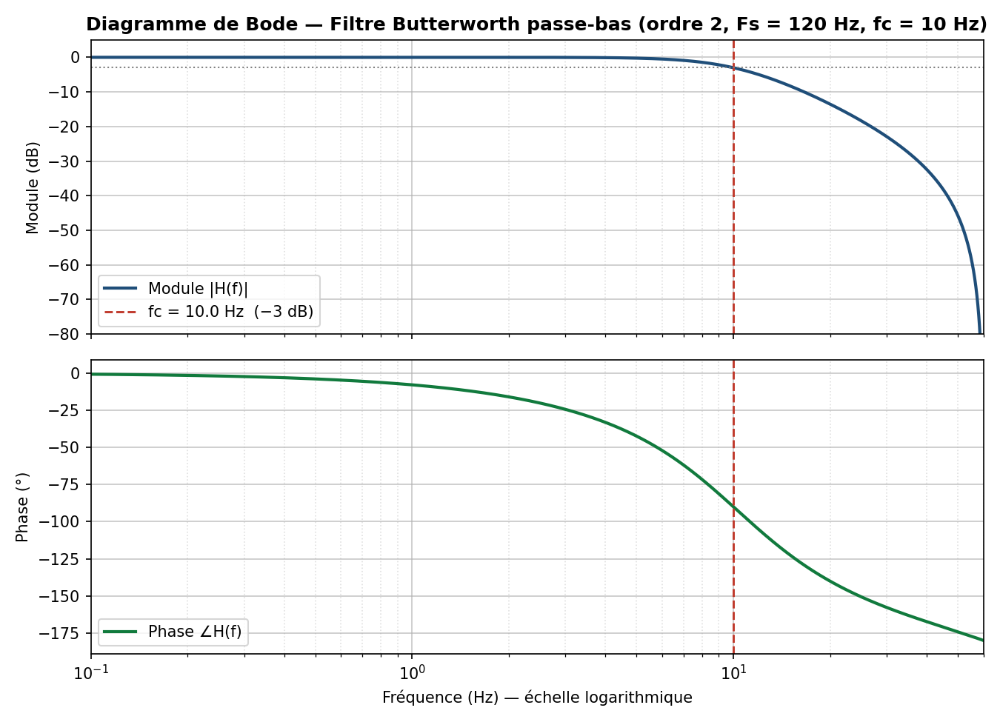 Diagramme de Bode — Filtre Butterworth passe-bas (ordre 2, Fs = 120 Hz, fc = 10 Hz)
Module (dB)
0
−10
−20
−30
−40
−50
−60
−70
−80
Module |H(f)|
fc = 10.0 Hz  (−3 dB)
Phase (°)
0
−25
−50
−75
−100
−125
−150
−175
Phase ∠H(f)
10⁻¹ 10⁰ 10¹
Fréquence (Hz) — échelle logarithmique